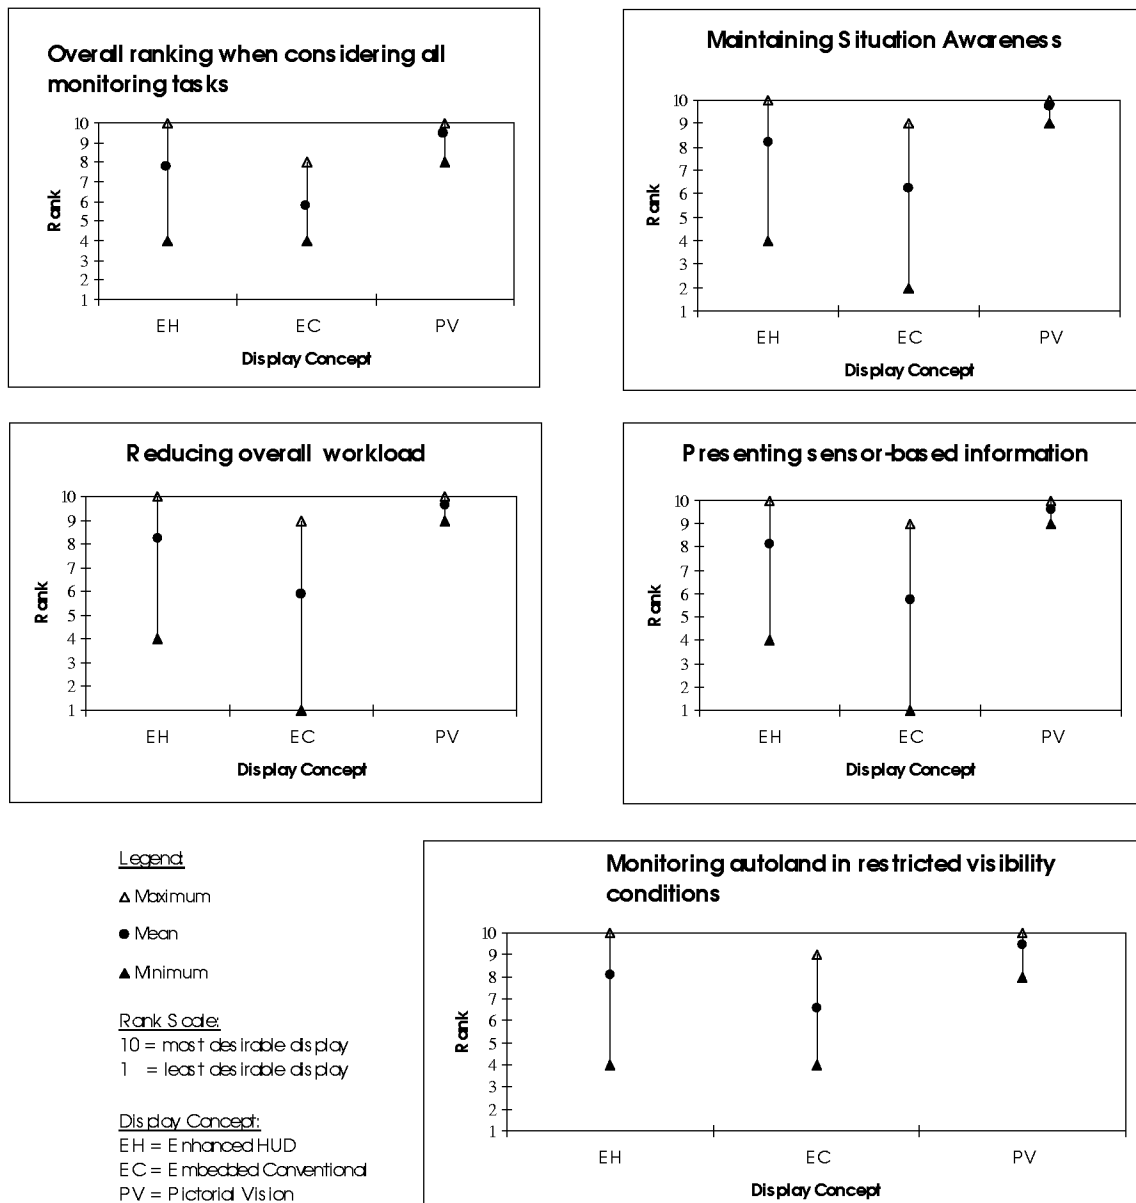 Overall ranking when considering all
monitoring tasks
10
9
8
7
6
5
4
3
2
1
Rank
EH EC PV
Display Concept
Maintaining Situation Awareness
10
9
8
7
6
5
4
3
2
1
Rank
EH EC PV
Display Concept
Reducing overall workload
10
9
8
7
6
5
4
3
2
1
Rank
EH EC PV
Display Concept
Presenting sensor-based information
10
9
8
7
6
5
4
3
2
1
Rank
EH EC PV
Display Concept
Legend:
Maximum
Mean
Minimum
Rank Scale:
10 = most desirable display
1 = least desirable display
Display Concept:
EH = Enhanced HUD
EC = Embedded Conventional
PV = Pictorial Vision
Monitoring autoland in restricted visibility
conditions
10
9
8
7
6
5
4
3
2
1
Rank
EH EC PV
Display Concept